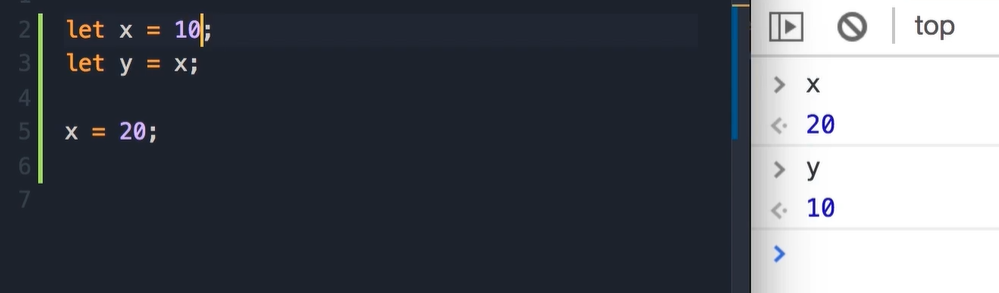 2 let x = 10;
3 let y = x;
4
5 x = 20;
6
7
top
> x
<· 20
> y
<· 10
>